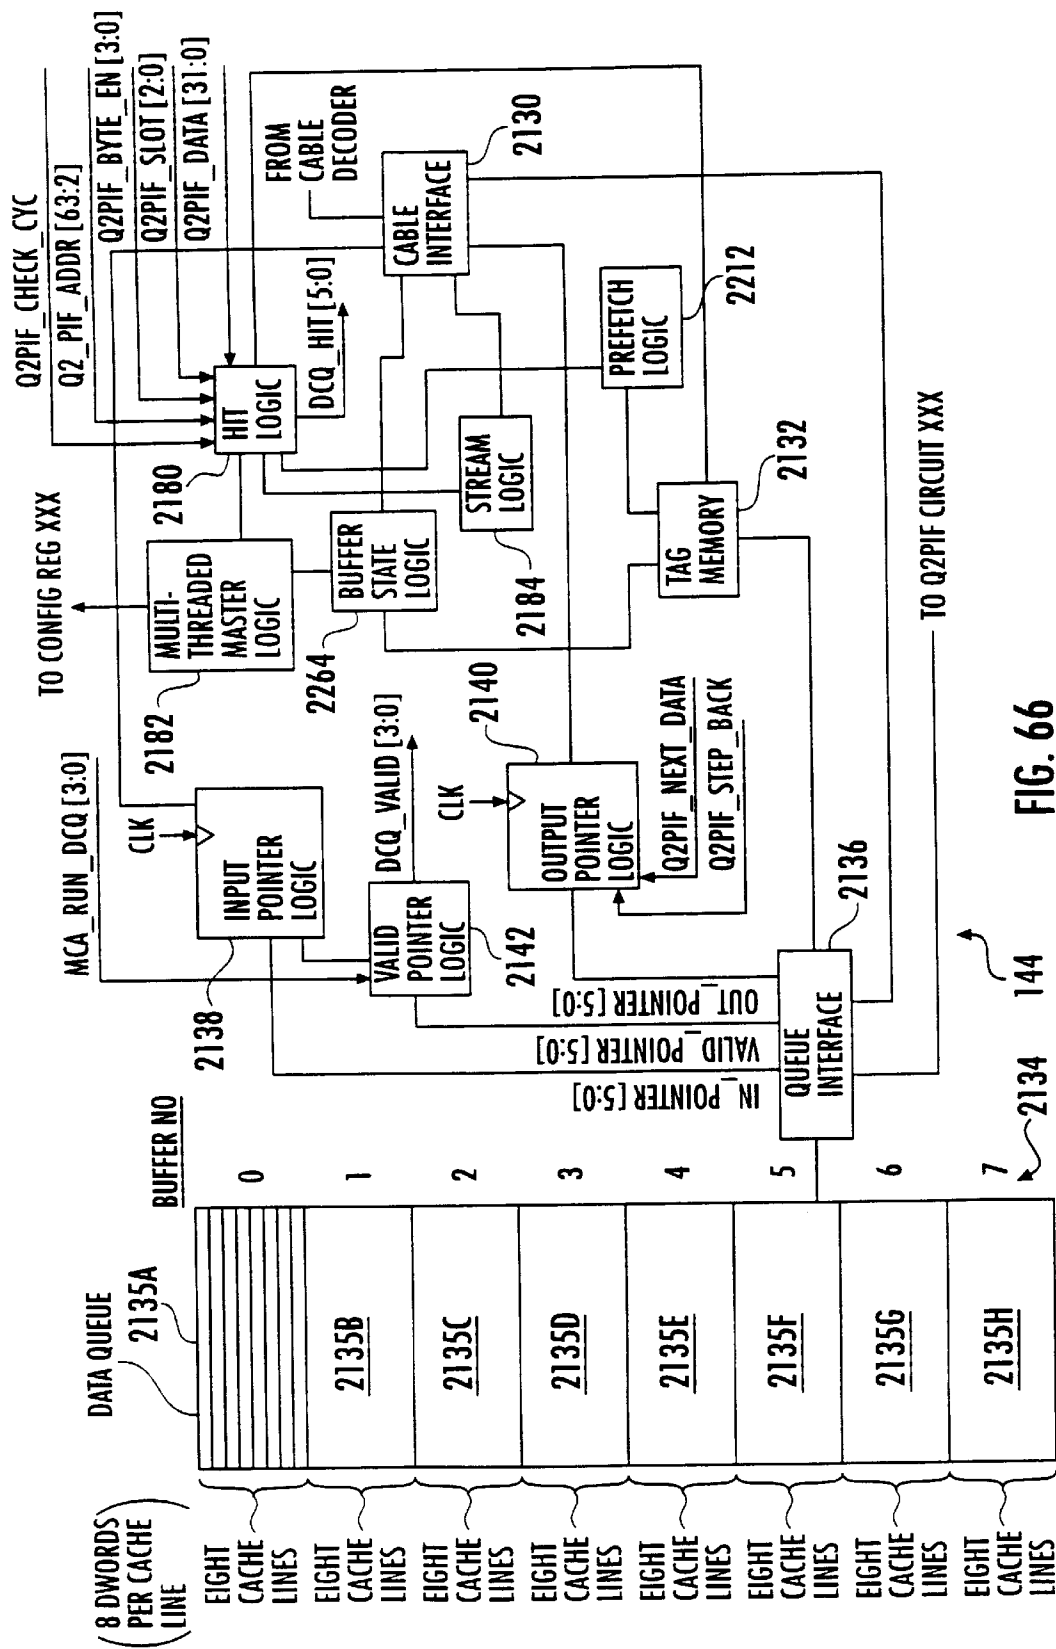 8 DWORDS
PER CACHE
LINE
DATA QUEUE
2135A
BUFFER NO
EIGHT
CACHE
LINES
0
EIGHT
CACHE
LINES
2135B
1
EIGHT
CACHE
LINES
2135C
2
EIGHT
CACHE
LINES
2135D
3
EIGHT
CACHE
LINES
2135E
4
EIGHT
CACHE
LINES
2135F
5
EIGHT
CACHE
LINES
2135G
6
EIGHT
CACHE
LINES
2135H
7
2134
144
MCA_RUN_DCQ [3:0]
CLK
INPUT
POINTER
LOGIC
2138
VALID
POINTER
LOGIC
2142
DCQ_VALID [3:0]
CLK
2140
OUTPUT
POINTER
LOGIC
Q2PIF_NEXT_DATA
Q2PIF_STEP_BACK
IN_POINTER [5:0]
VALID_POINTER [5:0]
OUT_POINTER [5:0]
QUEUE
INTERFACE
2136
TO Q2PIF CIRCUIT XXX
TO CONFIG REG XXX
MULTI-
THREADED
MASTER
LOGIC
2182
2180
HIT
LOGIC
BUFFER
STATE
LOGIC
2264
STREAM
LOGIC
2184
TAG
MEMORY
2132
PREFETCH
LOGIC
2212
CABLE
INTERFACE
2130
FROM
CABLE
DECODER
DCQ_HIT [5:0]
Q2PIF_CHECK_CYC
Q2_PIF_ADDR [63:2]
Q2PIF_BYTE_EN [3:0]
Q2PIF_SLOT [2:0]
Q2PIF_DATA [31:0]
FIG. 66